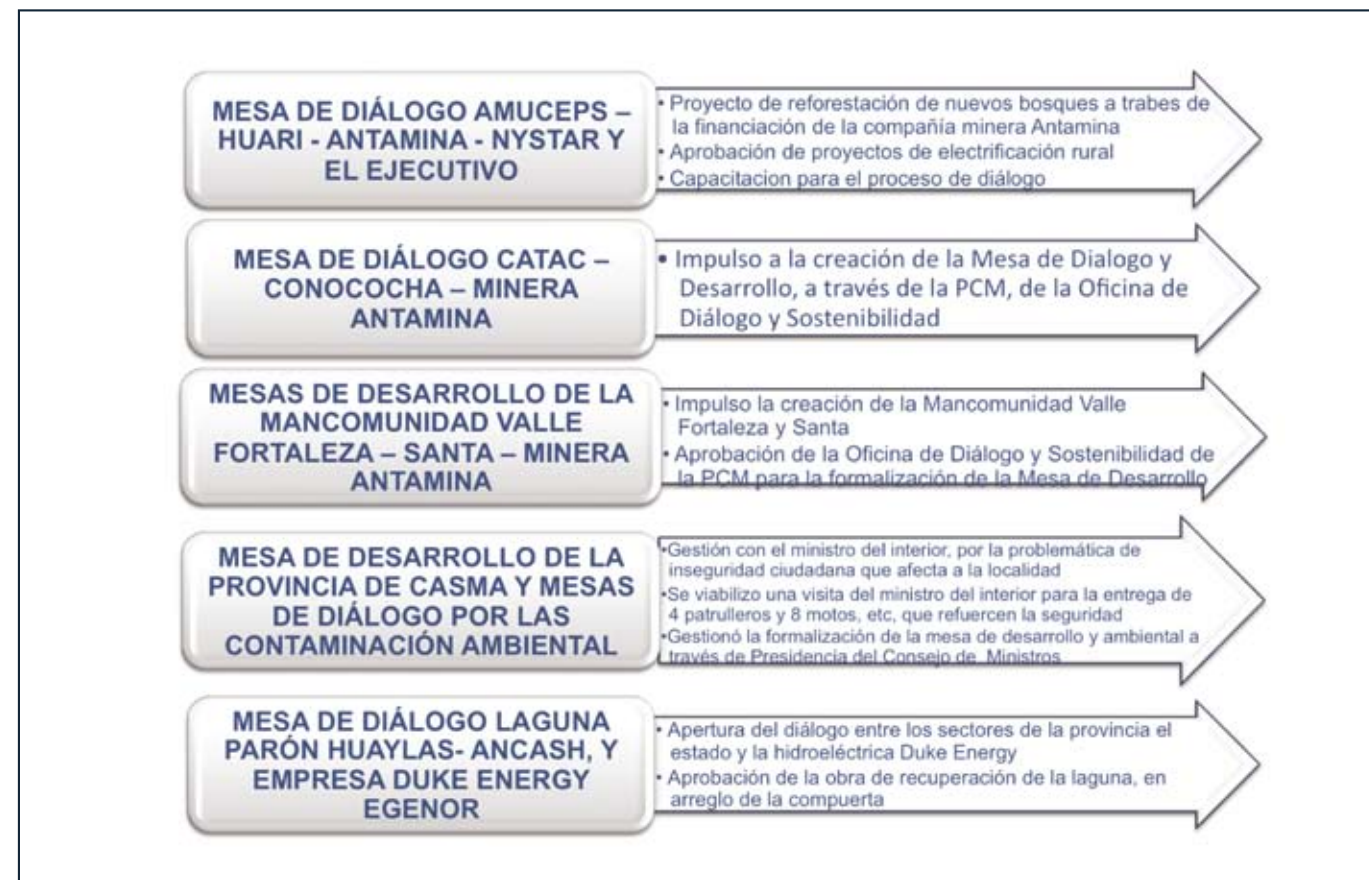 MESA DE DIÁLOGO AMUCEPS –
HUARI - ANTAMINA - NYSTAR Y
EL EJECUTIVO
• Proyecto de reforestación de nuevos bosques a trabes de
la financiación de la compañía minera Antamina
• Aprobación de proyectos de electrificación rural
• Capacitacion para el proceso de diálogo
MESA DE DIÁLOGO CATAC –
CONOCOCHA – MINERA
ANTAMINA
• Impulso a la creación de la Mesa de Dialogo y
Desarrollo, a través de la PCM, de la Oficina de
Diálogo y Sostenibilidad
MESAS DE DESARROLLO DE LA
MANCOMUNIDAD VALLE
FORTALEZA – SANTA – MINERA
ANTAMINA
• Impulso la creación de la Mancomunidad Valle
Fortaleza y Santa
• Aprobación de la Oficina de Diálogo y Sostenibilidad de
la PCM para la formalización de la Mesa de Desarrollo
MESA DE DESARROLLO DE LA
PROVINCIA DE CASMA Y MESAS
DE DIÁLOGO POR LAS
CONTAMINACIÓN AMBIENTAL
•Gestión con el ministro del interior, por la problemática de
inseguridad ciudadana que afecta a la localidad
•Se viabilizo una visita del ministro del interior para la entrega de
4 patrulleros y 8 motos, etc, que refuercen la seguridad
•Gestionó la formalización de la mesa de desarrollo y ambiental a
través de Presidencia del Consejo de Ministros
MESA DE DIÁLOGO LAGUNA
PARÓN HUAYLAS- ANCASH, Y
EMPRESA DUKE ENERGY
EGENOR
• Apertura del diálogo entre los sectores de la provincia el
estado y la hidroeléctrica Duke Energy
• Aprobación de la obra de recuperación de la laguna, en
arreglo de la compuerta